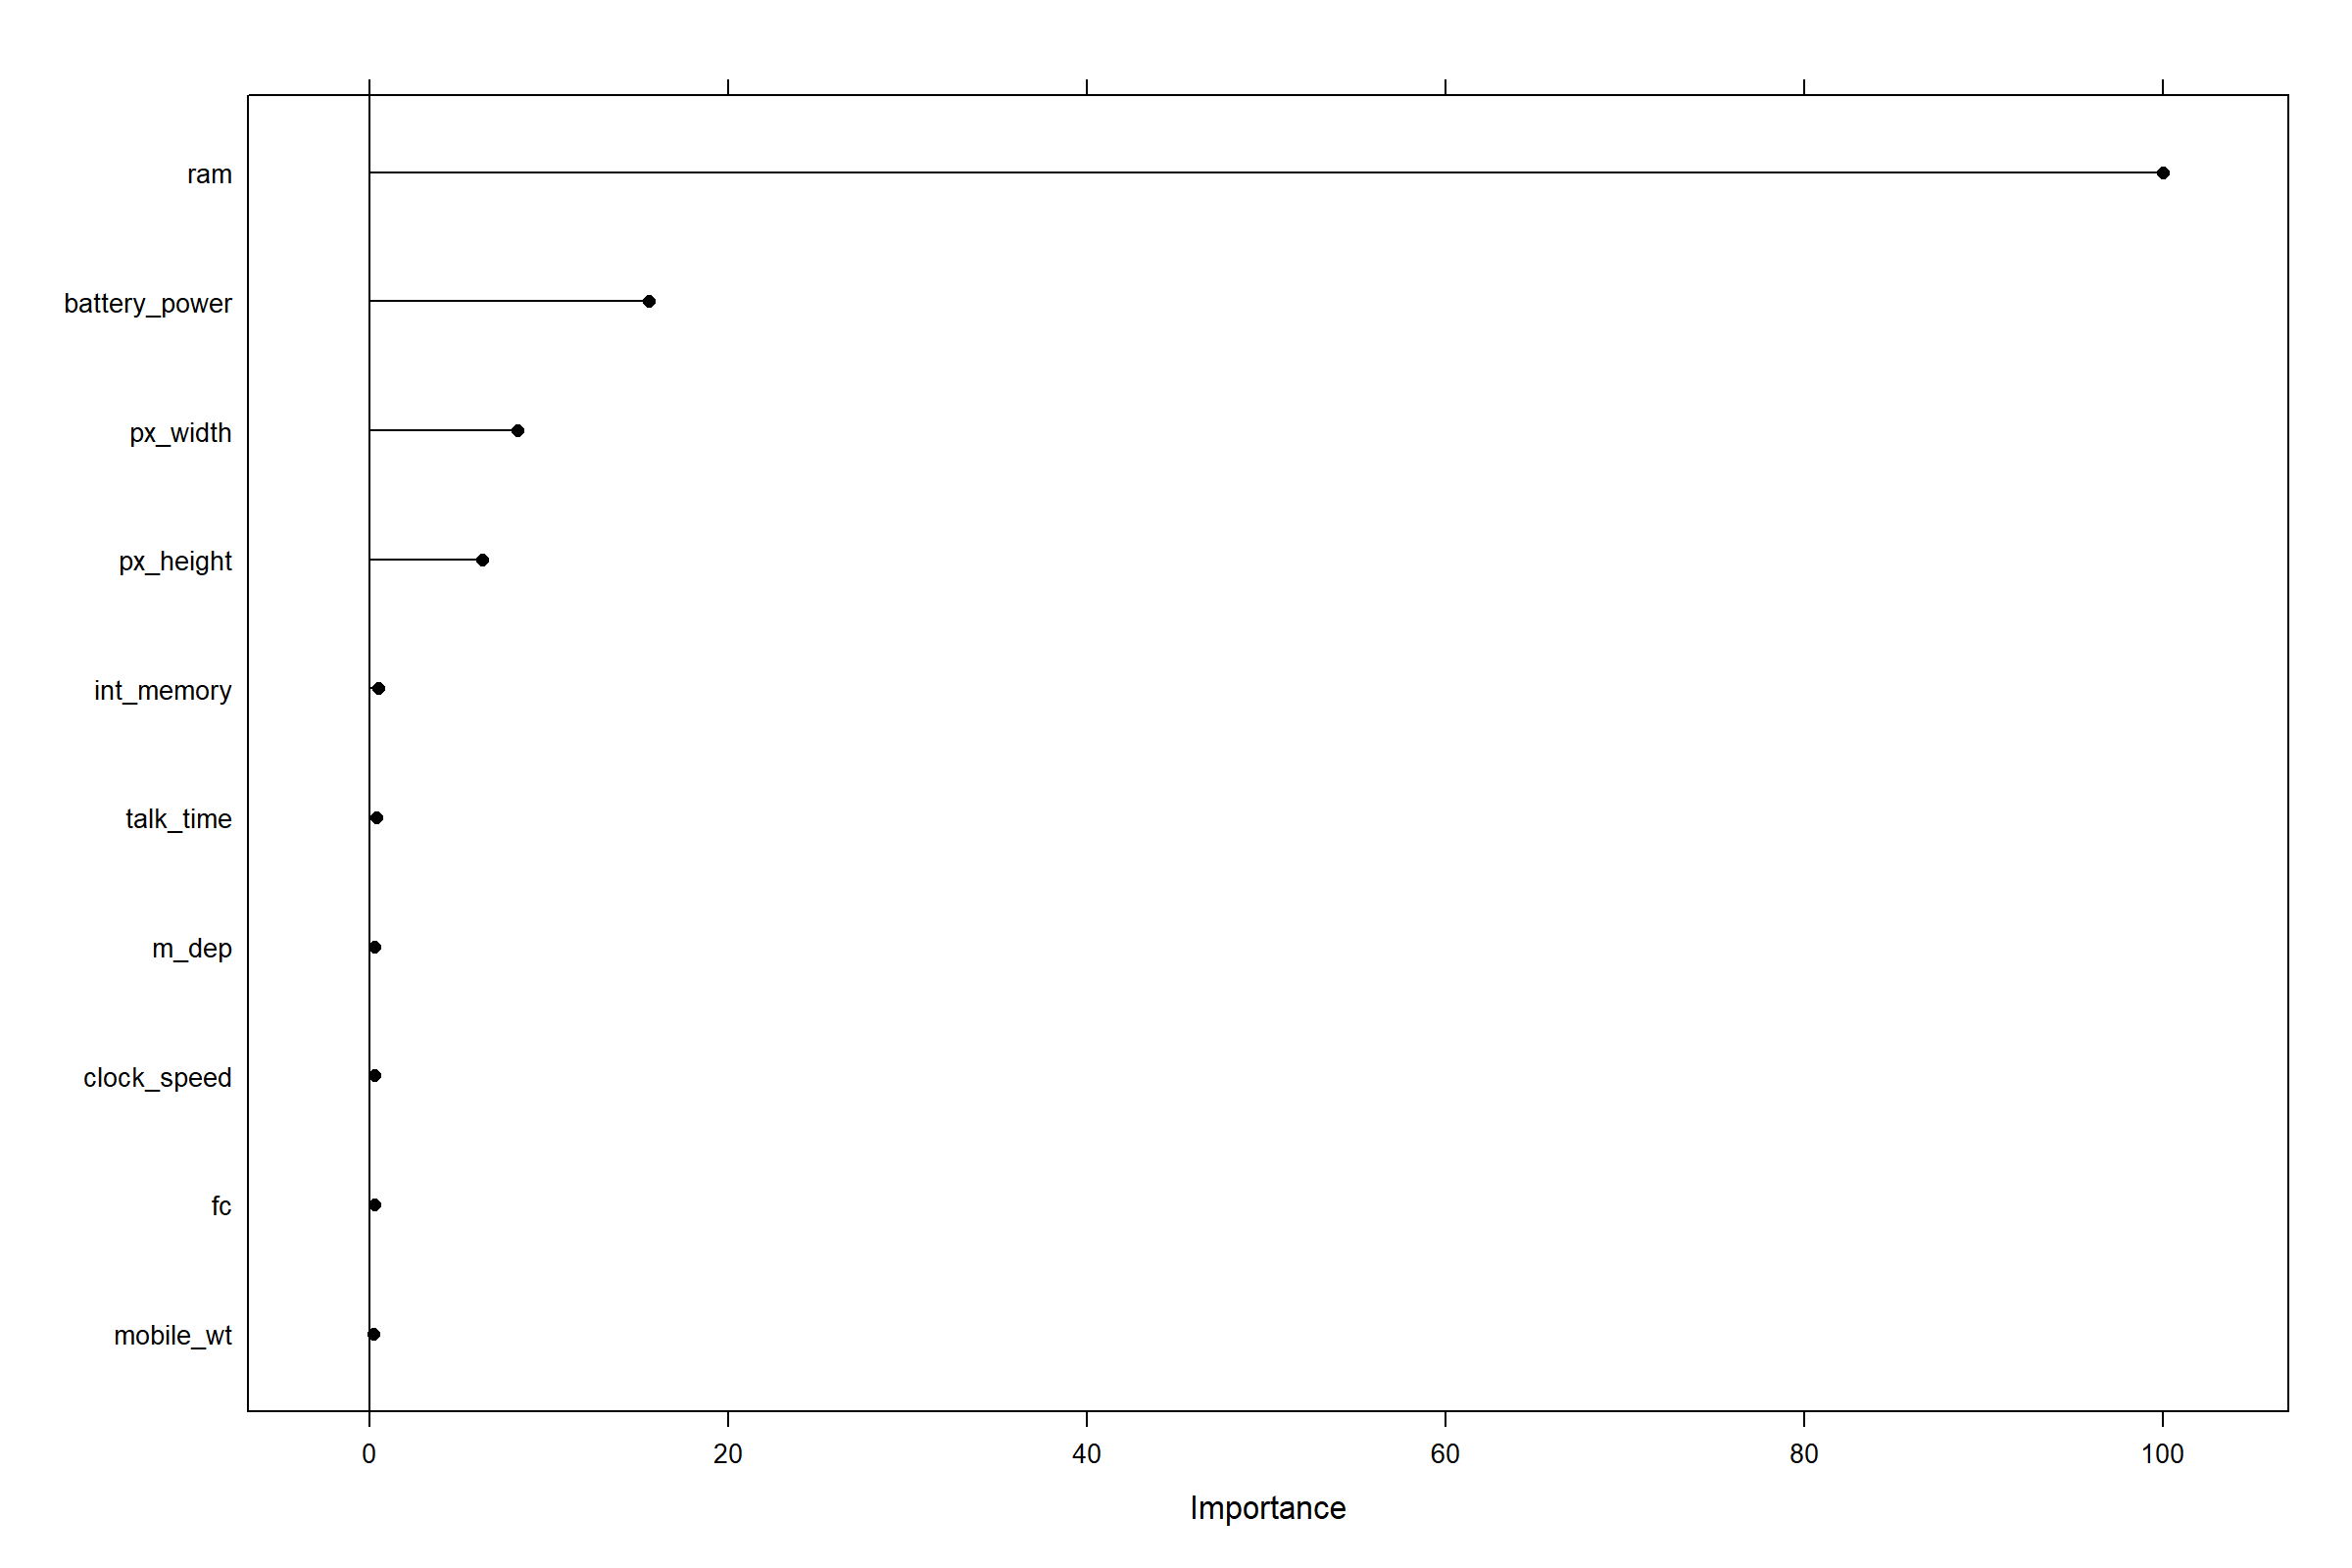 ram
battery_power
px_width
px_height
int_memory
talk_time
m_dep
clock_speed
fc
mobile_wt
0 20 40 60 80 100
Importance